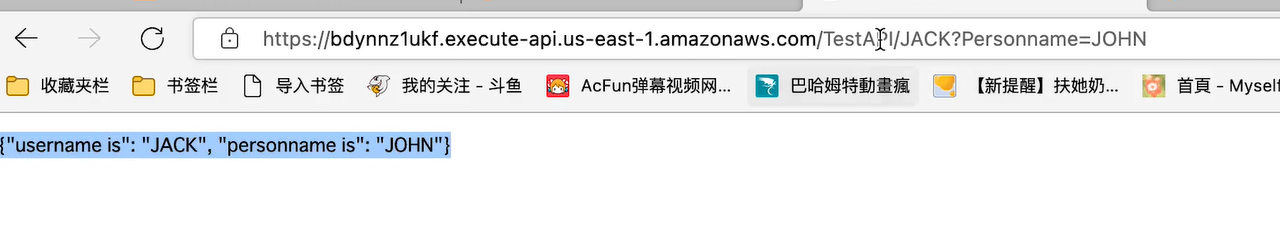 https://bdynnz1ukf.execute-api.us-east-1.amazonaws.com/TestAPI/JACK?Personname=JOHN
收藏夹栏 书签栏 导入书签 我的关注 - 斗鱼 AcFun弹幕视频网... 巴哈姆特動畫瘋 【新提醒】扶她奶... 首頁 - Myself
{"username is": "JACK", "personname is": "JOHN"}